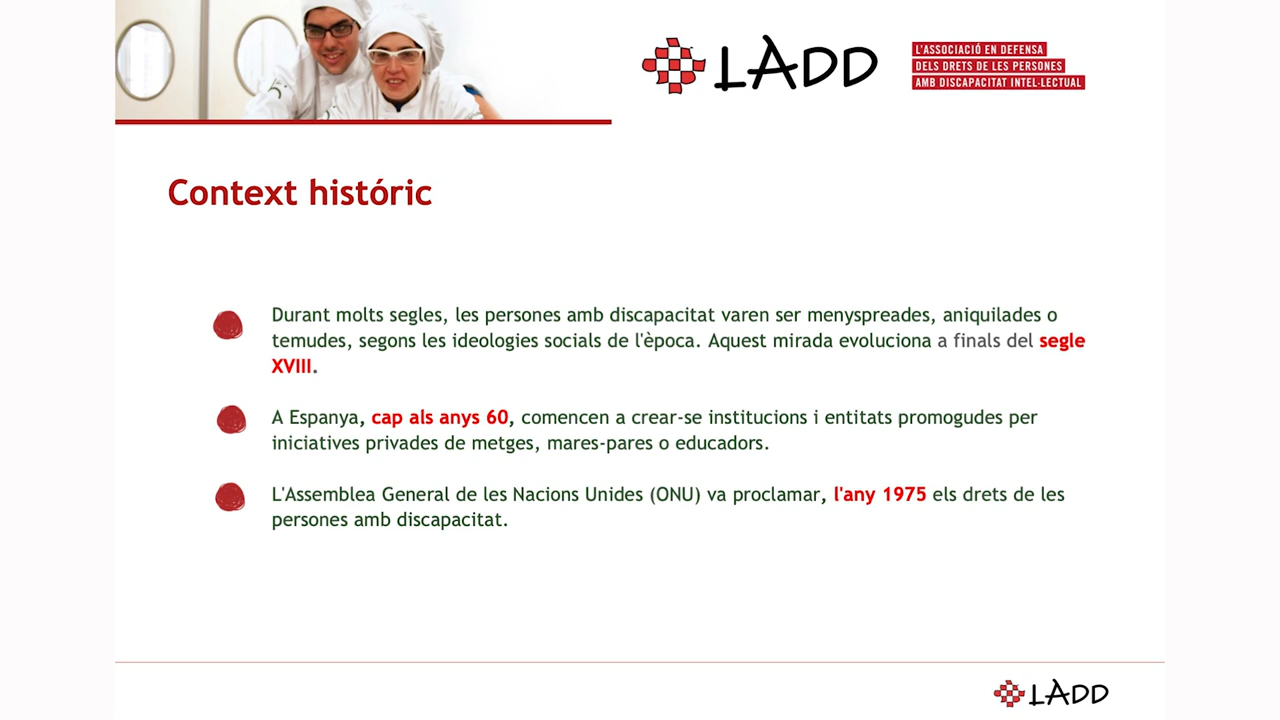 LÀDD
L'ASSOCIACIÓ EN DEFENSA
DELS DRETS DE LES PERSONES
AMB DISCAPACITAT INTEL·LECTUAL
Context históric
Durant molts segles, les persones amb discapacitat varen ser menyspreades, aniquilades o
temudes, segons les ideologies socials de l'època. Aquest mirada evoluciona a finals del segle
XVIII.
A Espanya, cap als anys 60, comencen a crear-se institucions i entitats promogudes per
iniciatives privades de metges, mares-pares o educadors.
L'Assemblea General de les Nacions Unides (ONU) va proclamar, l'any 1975 els drets de les
persones amb discapacitat.
LÀDD